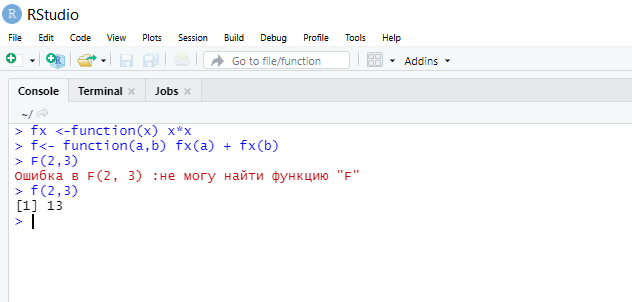 RStudio
File Edit Code View Plots Session Build Debug Profile Tools Help
R Go to file/function Addins
Console Terminal × Jobs ×
~/
> fx <-function(x) x*x
> f<- function(a,b) fx(a) + fx(b)
> F(2,3)
Ошибка в F(2, 3) :не могу найти функцию "F"
> f(2,3)
[1] 13
>